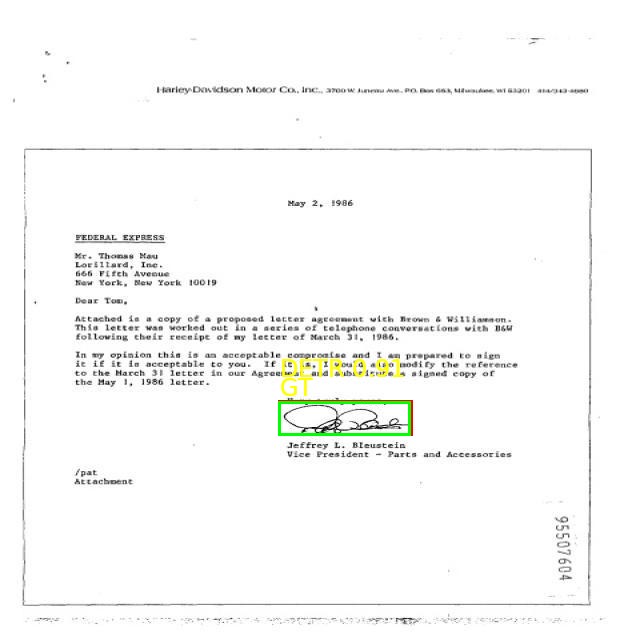 Harley-Davidson Motor Co., Inc., 3700 W. Juneau Ave., P.O. Box 653, Milwaukee, WI 53201 414/342-4680
May 2, 1986
FEDERAL EXPRESS
Mr. Thomas Mau
Lorillard, Inc.
666 Fifth Avenue
New York, New York 10019
Dear Tom,
Attached is a copy of a proposed letter agreement with Brown & Williamson.
This letter was worked out in a series of telephone conversations with B&W
following their receipt of my letter of March 31, 1986.
In my opinion this is an acceptable compromise and I am prepared to sign
it if it is acceptable to you. If it is, I would also modify the reference
to the March 31 letter in our Agreement and substitute a signed copy of
the May 1, 1986 letter.
GT
Jeffrey L. Bleustein
Vice President - Parts and Accessories
/pat
Attachment
95507604